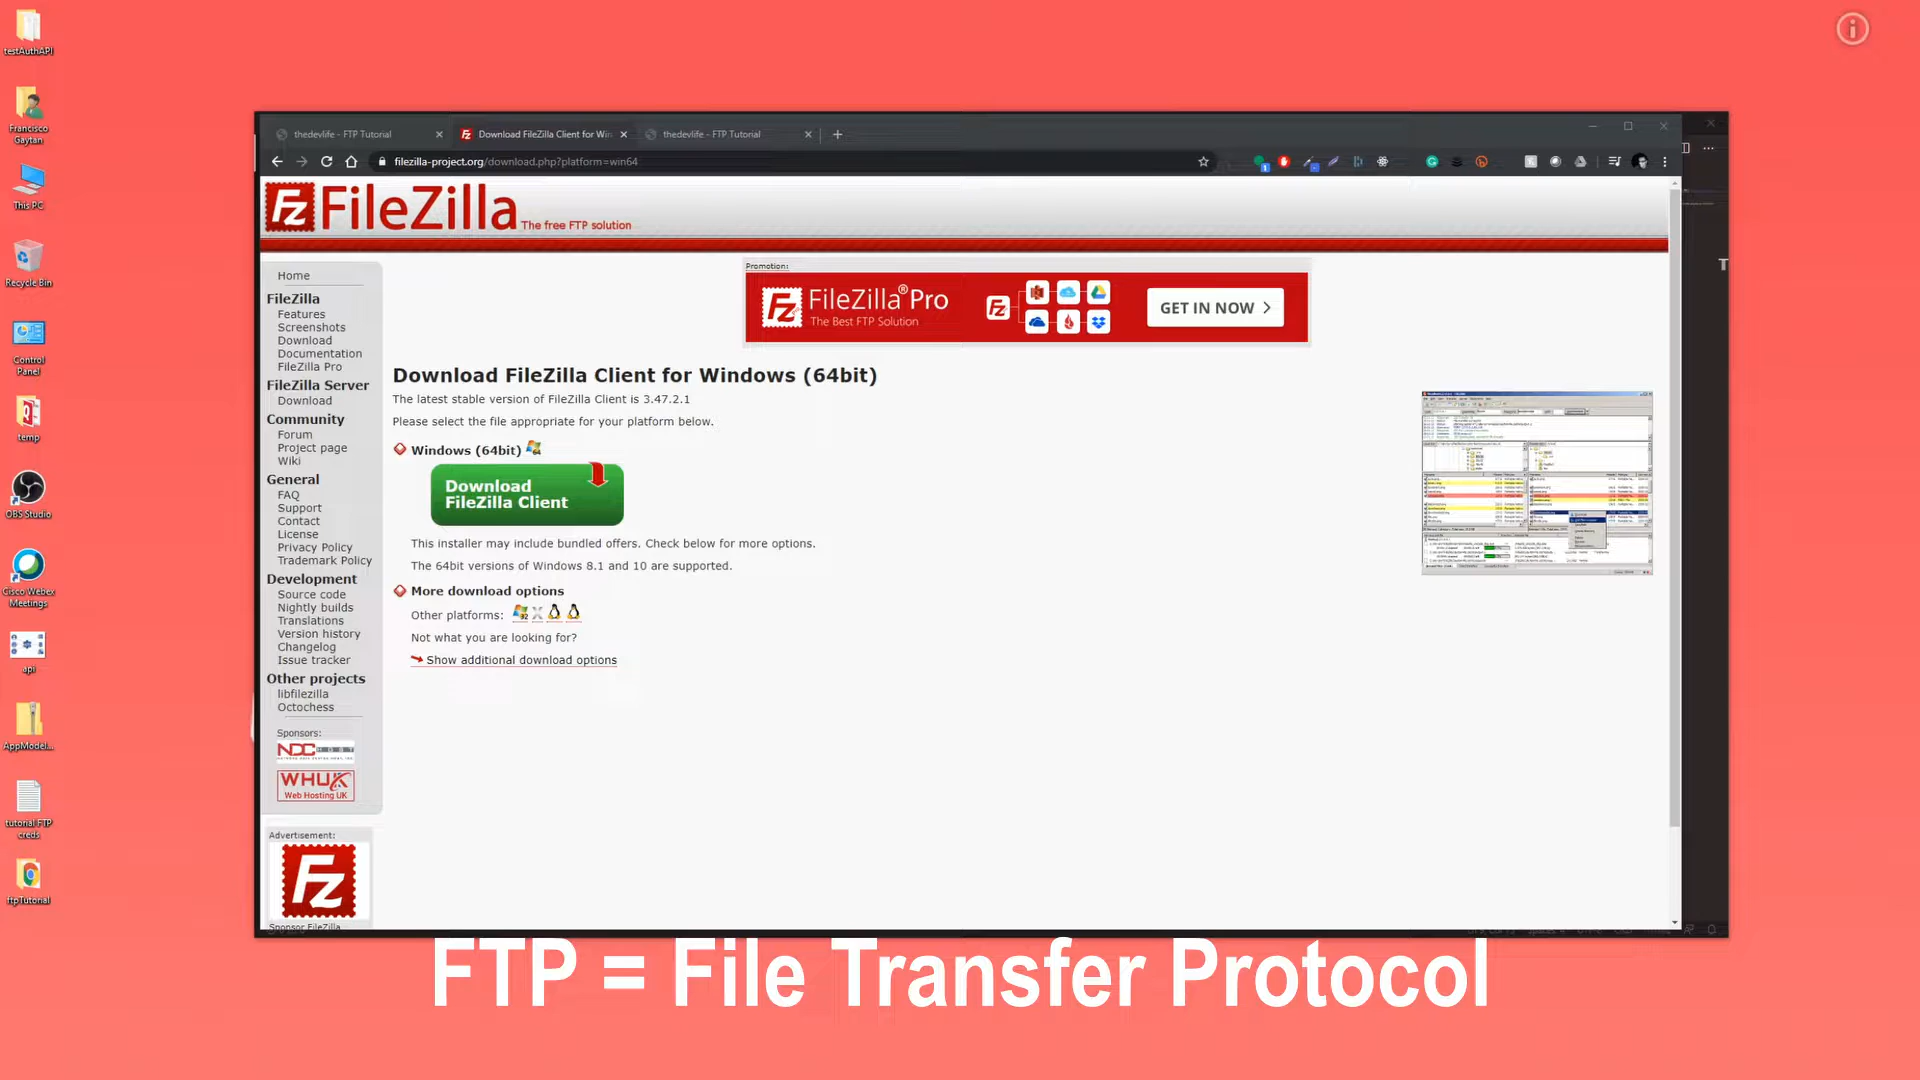 testAuthAPI
Francisco
Gaytan
This PC
Recycle Bin
Control
Panel
temp
OBS Studio
Cisco Webex
Meetings
api
AppModel...
tutorial FTP
creds
ftpTutorial
thedevlife - FTP Tutorial
Download FileZilla Client for Win
thedevlife - FTP Tutorial
filezilla-project.org/download.php?platform=win64
FileZilla The free FTP solution
Home
FileZilla
Features
Screenshots
Download
Documentation
FileZilla Pro
FileZilla Server
Download
Community
Forum
Project page
Wiki
General
FAQ
Support
Contact
License
Privacy Policy
Trademark Policy
Development
Source code
Nightly builds
Translations
Version history
Changelog
Issue tracker
Other projects
libfilezilla
Octochess
Sponsors:
NDC HOST
WHUK
Web Hosting UK
Advertisement:
Fz
Sponsor FileZilla
Promotion:
FileZilla® Pro
The Best FTP Solution
GET IN NOW >
Download FileZilla Client for Windows (64bit)
The latest stable version of FileZilla Client is 3.47.2.1
Please select the file appropriate for your platform below.
Windows (64bit)
Download
FileZilla Client
This installer may include bundled offers. Check below for more options.
The 64bit versions of Windows 8.1 and 10 are supported.
More download options
Other platforms:
Not what you are looking for?
Show additional download options
FTP = File Transfer Protocol